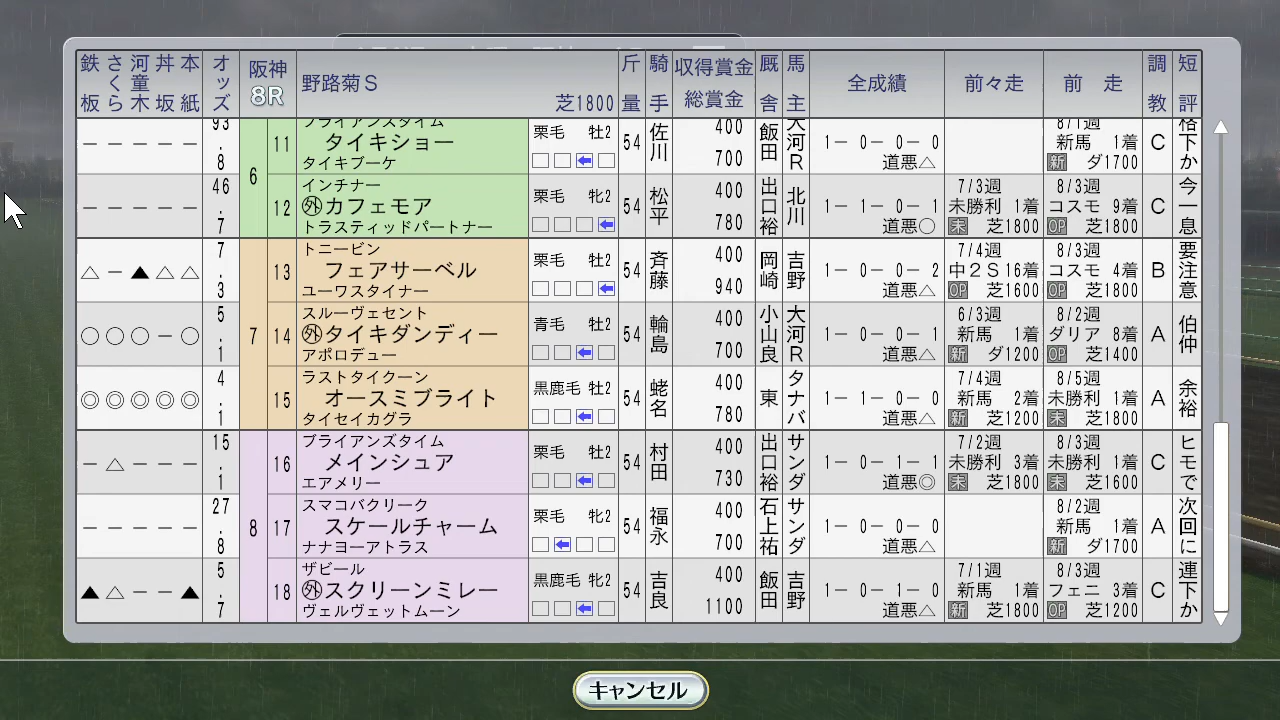 鉄板 さくら 河童木 丼坂 本紙 オッズ 阪神 8R 野路菊Ｓ 芝1800 斤量 騎手 収得賞金 総賞金 厩舎 馬主 全成績 前々走 前 走 調教 短評
－ － － － － 93.8 6 11 ブライアンズタイム 栗毛 牡2 54 佐川 400 飯田 大河R 1－ 0－ 0－ 0 8/1週 C 格下か
タイキショー 700 道悪△ 新馬 1着
タイキブーケ 新 ダ1700
－ － － － － 46.7 12 インチナー 栗毛 牝2 54 松平 400 出口裕 北川 1－ 1－ 0－ 1 7/3週 8/3週 C 今一息
外カフェモア 780 道悪○ 未勝利 1着 コスモ 9着
トラスティッドパートナー 未 芝1800 OP 芝1800
△ － ▲ △ △ 7.3 7 13 トニービン 栗毛 牡2 54 斉藤 400 岡崎 吉野 1－ 0－ 0－ 2 7/4週 8/3週 B 要注意
フェアサーベル 940 道悪△ 中２Ｓ16着 コスモ 4着
ユーワスタイナー OP 芝1600 OP 芝1800
○ ○ ○ － ○ 5.1 14 スルーヴェセント 青毛 牡2 54 輪島 400 小山良 大河R 1－ 0－ 0－ 1 6/3週 8/2週 A 伯仲
外タイキダンディー 700 道悪△ 新馬 1着 ダリア 8着
アポロデュー 新 ダ1200 OP 芝1400
◎ ◎ ◎ ◎ ◎ 4.1 15 ラストタイクーン 黒鹿毛 牡2 54 蛯名 400 東 タナバ 1－ 1－ 0－ 0 7/4週 8/5週 A 余裕
オースミブライト 780 道悪△ 新馬 2着 未勝利 1着
タイセイカグラ 新 芝1200 未 芝1800
－ △ － － － 15.1 8 16 ブライアンズタイム 栗毛 牡2 54 村田 400 出口裕 サンダ 1－ 0－ 1－ 1 7/2週 8/3週 C ヒモで
メインシュア 730 道悪◎ 未勝利 3着 未勝利 1着
エアメリー 未 芝1800 未 芝1600
－ － － － － 27.8 17 スマコバクリーク 栗毛 牝2 54 福永 400 石上祐 サンダ 1－ 0－ 0－ 0 8/2週 A 次回に
スケールチャーム 700 道悪△ 新馬 1着
ナナヨーアトラス 新 ダ1700
▲ △ － － ▲ 5.7 18 ザビール 黒鹿毛 牝2 54 吉良 400 飯田 吉野 1－ 0－ 1－ 0 7/1週 8/3週 C 連下か
外スクリーンミレー 1100 道悪△ 新馬 1着 フェニ 3着
ヴェルヴェットムーン 新 芝1800 OP 芝1200
キャンセル